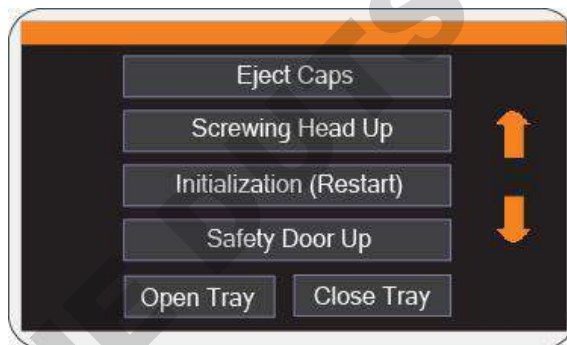 Eject Caps
Screwing Head Up
Initialization (Restart)
Safety Door Up
Open Tray Close Tray